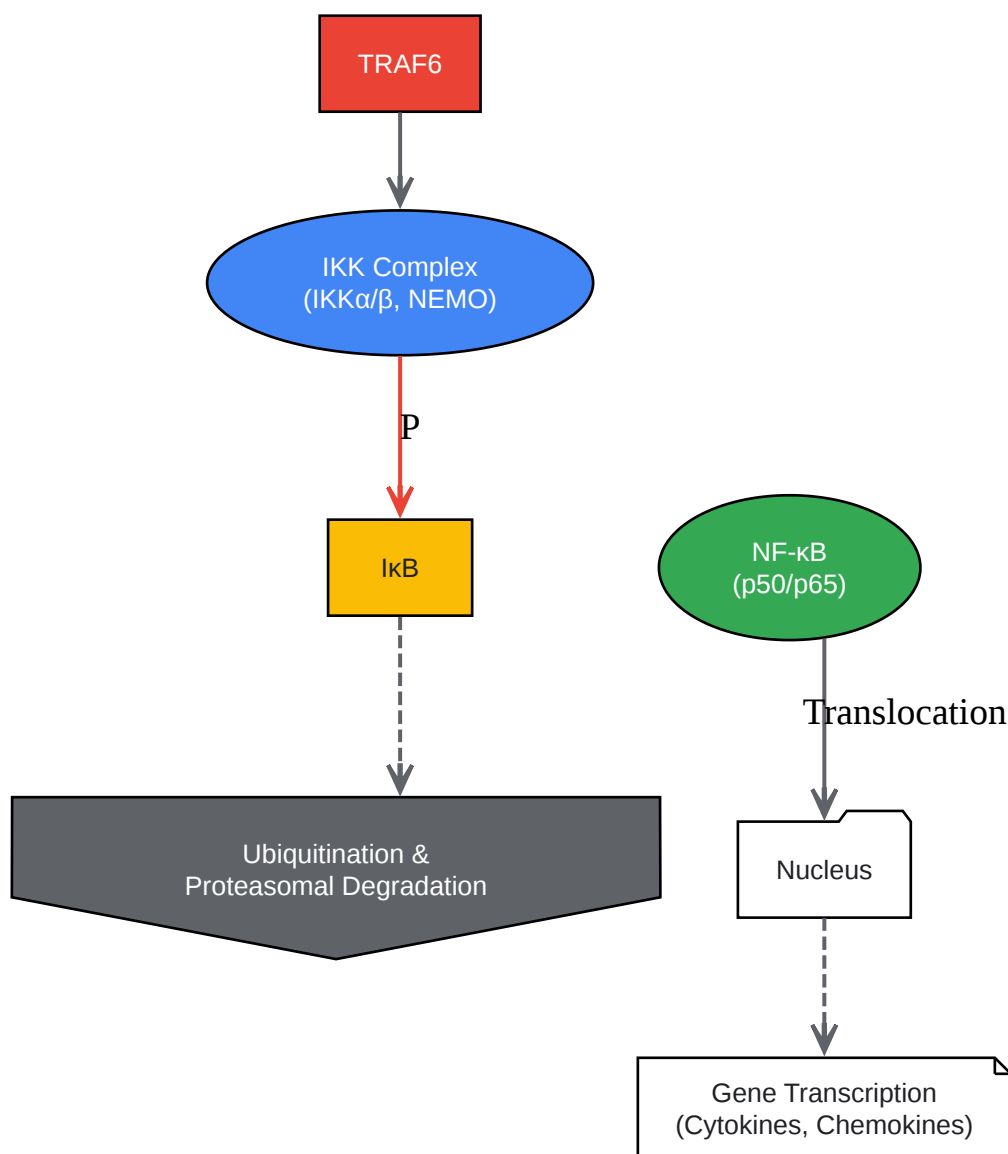 TRAF6
IKK Complex
(IKKα/β, NEMO)
P
IκB
NF-κB
(p50/p65)
Translocation
Ubiquitination &
Proteasomal Degradation
Nucleus
Gene Transcription
(Cytokines, Chemokines)